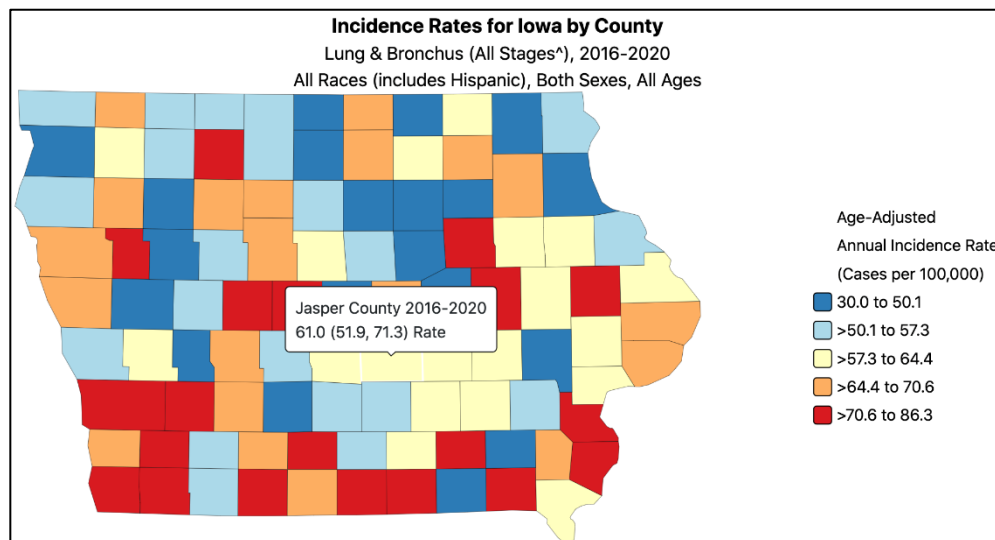 Incidence Rates for Iowa by County
Lung & Bronchus (All Stages^), 2016-2020
All Races (includes Hispanic), Both Sexes, All Ages
Jasper County 2016-2020
61.0 (51.9, 71.3) Rate
Age-Adjusted
Annual Incidence Rate
(Cases per 100,000)
30.0 to 50.1
>50.1 to 57.3
>57.3 to 64.4
>64.4 to 70.6
>70.6 to 86.3